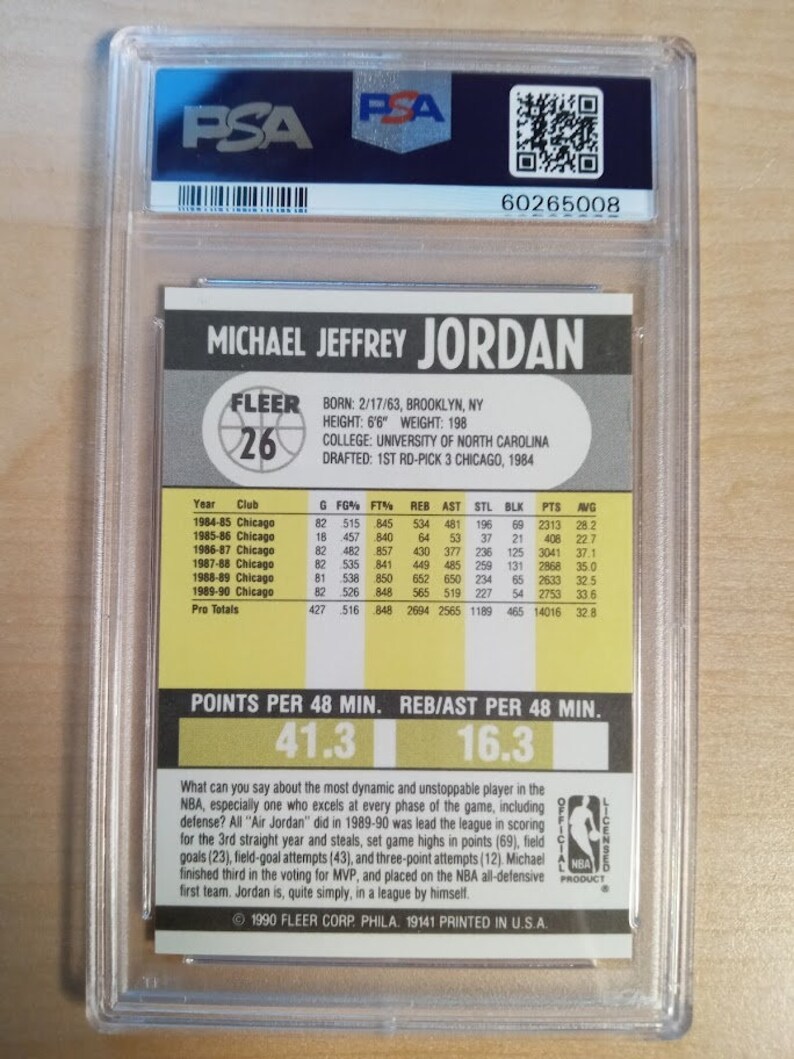 PSA PSA
60265008
MICHAEL JEFFREY JORDAN
FLEER
26
BORN: 2/17/63, BROOKLYN, NY
HEIGHT: 6'6" WEIGHT: 198
COLLEGE: UNIVERSITY OF NORTH CAROLINA
DRAFTED: 1ST RD-PICK 3 CHICAGO, 1984
Year Club G FG% FT% REB AST STL BLK PTS AVG
1984-85 Chicago 82 .515 .845 534 481 196 69 2313 28.2
1985-86 Chicago 18 .457 .840 64 53 37 21 408 22.7
1986-87 Chicago 82 .482 .857 430 377 236 125 3041 37.1
1987-88 Chicago 82 .535 .841 449 485 259 131 2868 35.0
1988-89 Chicago 81 .538 .850 652 650 234 65 2633 32.5
1989-90 Chicago 82 .526 .848 565 519 227 54 2753 33.6
Pro Totals 427 .516 .848 2694 2565 1189 465 14016 32.8
POINTS PER 48 MIN. REB/AST PER 48 MIN.
41.3 16.3
What can you say about the most dynamic and unstoppable player in the
NBA, especially one who excels at every phase of the game, including
defense? All "Air Jordan" did in 1989-90 was lead the league in scoring
for the 3rd straight year and steals, set game highs in points (69), field
goals (23), field-goal attempts (43), and three-point attempts (12). Michael
finished third in the voting for MVP, and placed on the NBA all-defensive
first team. Jordan is, quite simply, in a league by himself.
OFFICIAL
NBA
LICENSED
PRODUCT ®
© 1990 FLEER CORP. PHILA. 19141 PRINTED IN U.S.A.